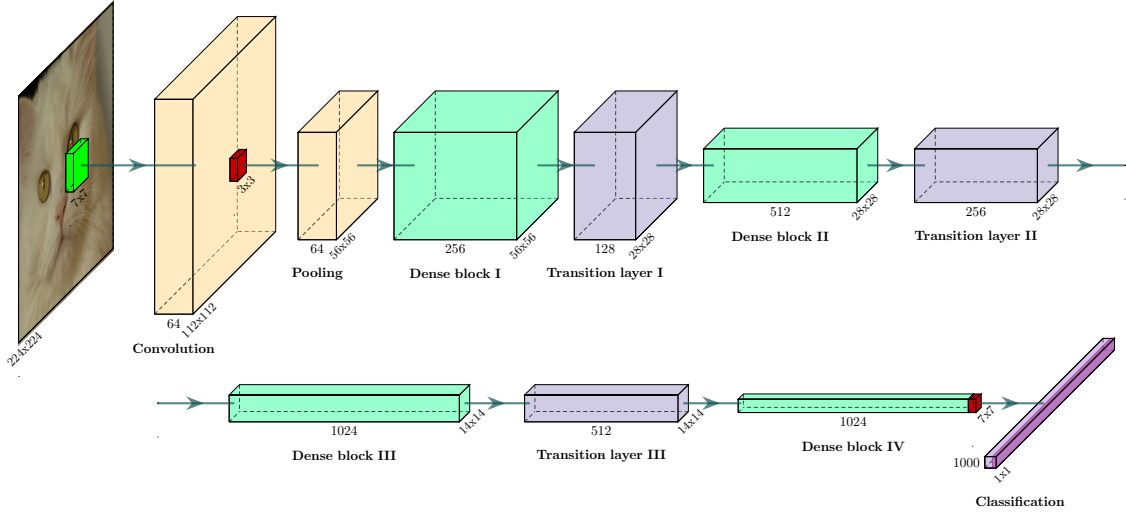 224x224
7x7
64
112x112
Convolution
3x3
64
56x56
Pooling
256
56x56
Dense block I
128
28x28
Transition layer I
512
28x28
Dense block II
256
28x28
Transition layer II
1024
14x14
Dense block III
512
14x14
Transition layer III
1024
7x7
Dense block IV
1000
1x1
Classification